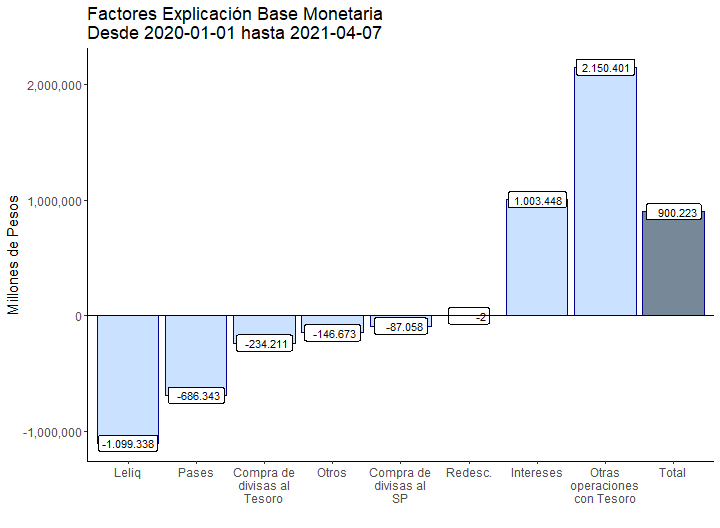 Factores Explicación Base Monetaria
Desde 2020-01-01 hasta 2021-04-07
Millones de Pesos
2,000,000
1,000,000
0
-1,000,000
-1.099.338
-686.343
-234.211
-146.673
-87.058
-2
1.003.448
2.150.401
900.223
Leliq
Pases
Compra de
divisas al
Tesoro
Otros
Compra de
divisas al
SP
Redesc.
Intereses
Otras
operaciones
con Tesoro
Total